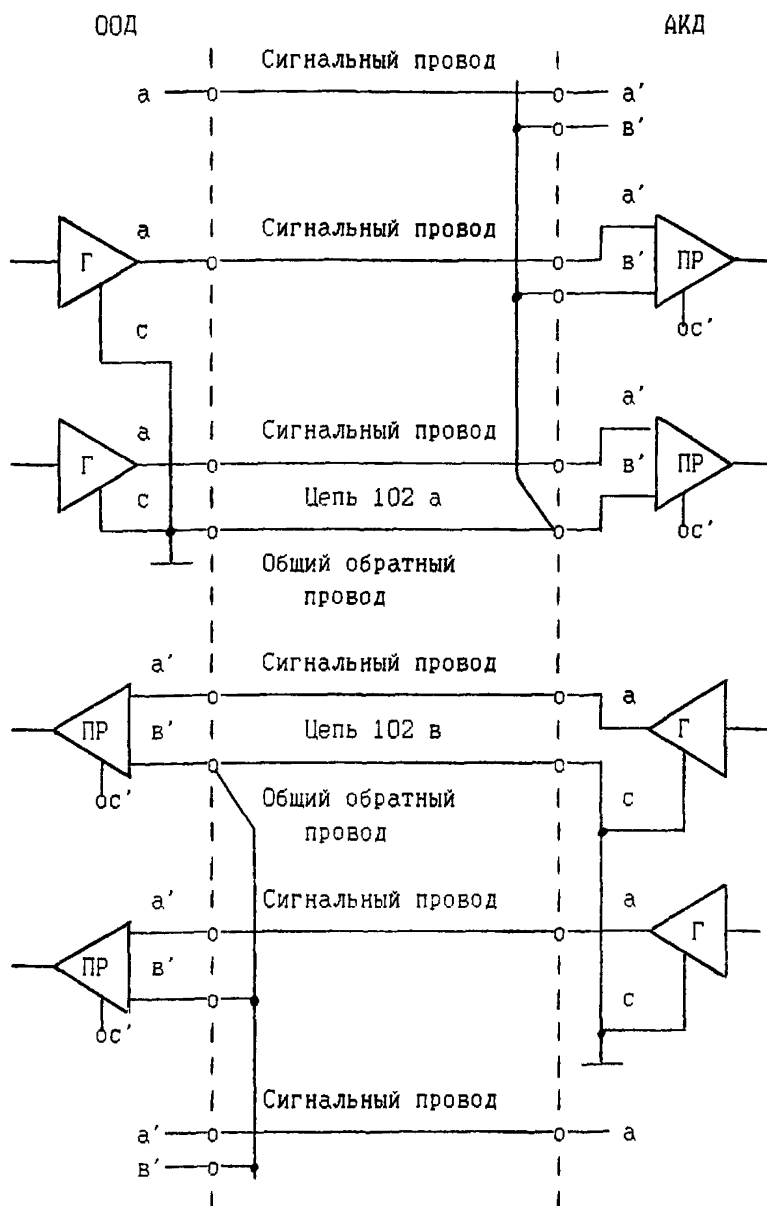 ООД АКД
Сигнальный провод
а а'
в'
а'
а Сигнальный провод
в'
Г ПР
с
ос'
а'
а Сигнальный провод
в'
Г ПР
с Цепь 102 а
ос'
Общий обратный
провод
а' Сигнальный провод
а
ПР в' Цепь 102 в Г
ос' Общий обратный с
провод
а' Сигнальный провод а
Г
ПР в'
с
ос'
Сигнальный провод
а' а
в'